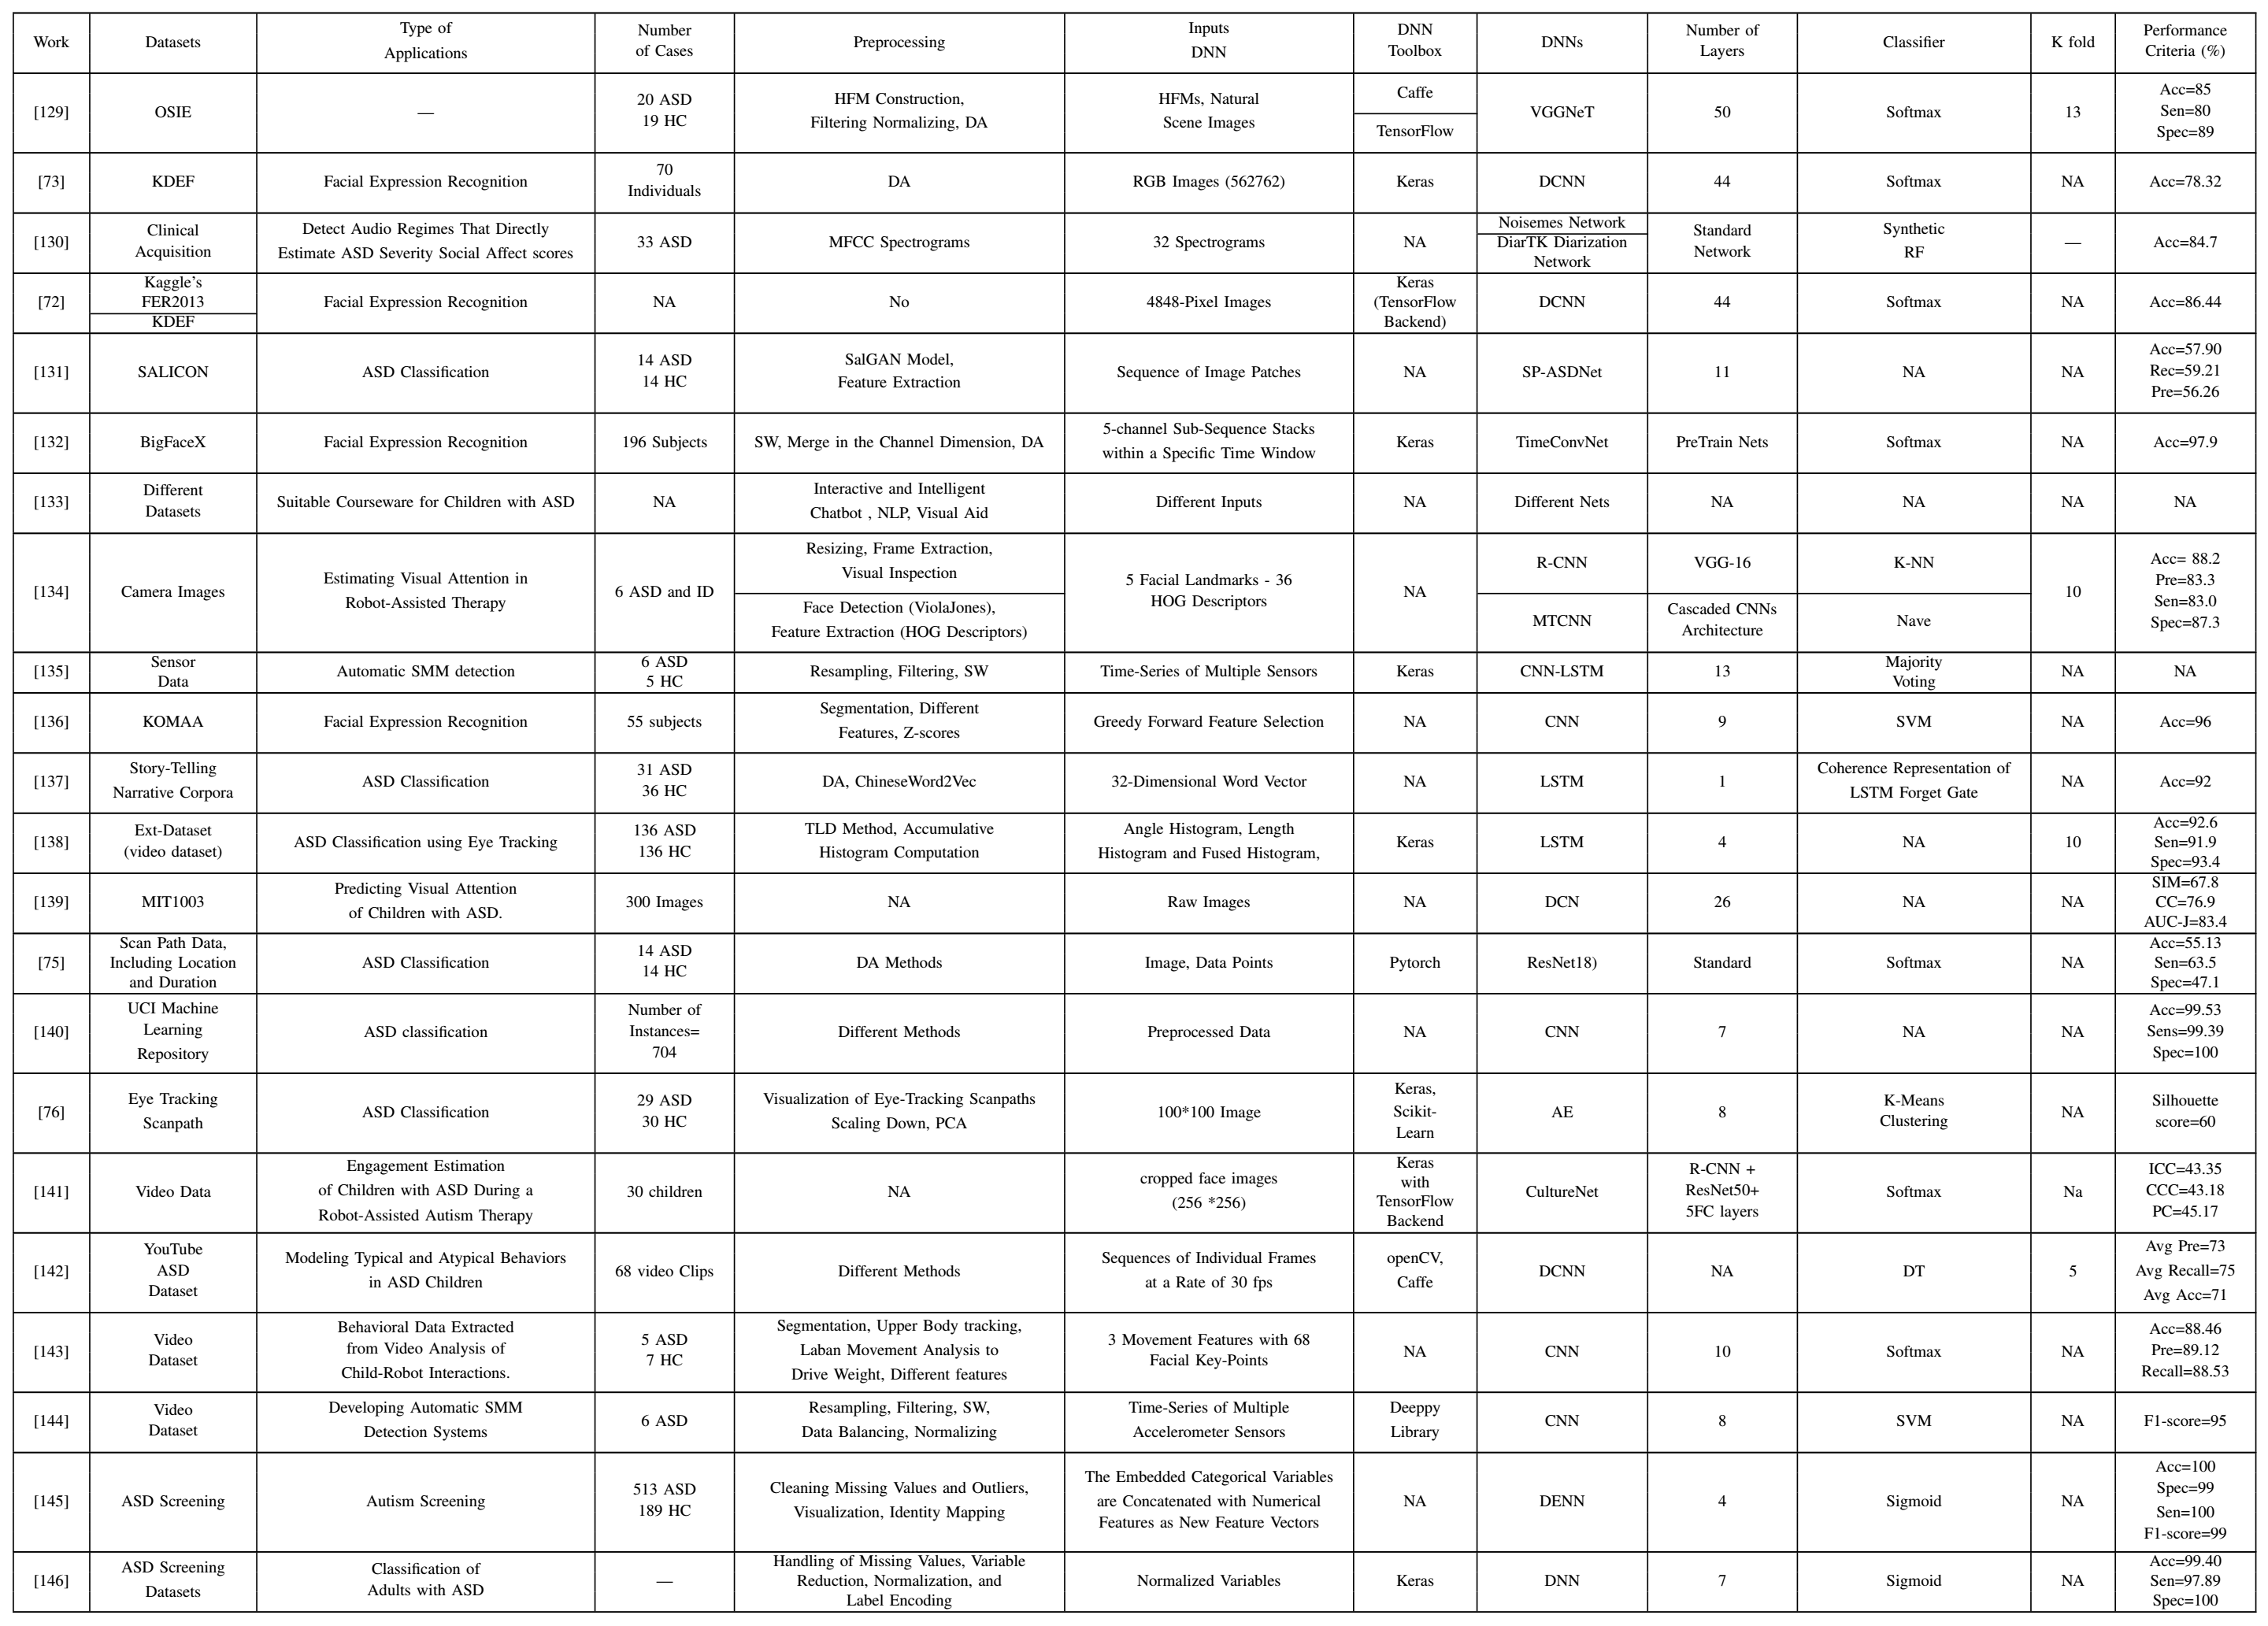 Work
Datasets
Type of
Applications
Number
of Cases
Preprocessing
Inputs
DNN
DNN
Toolbox
DNNs
Number of
Layers
Classifier
K fold
Performance
Criteria (%)
[129]
OSIE
—
20 ASD
19 HC
HFM Construction,
Filtering Normalizing, DA
HFMs, Natural
Scene Images
Caffe
TensorFlow
VGGNeT
50
Softmax
13
Acc=85
Sen=80
Spec=89
[73]
KDEF
Facial Expression Recognition
70
Individuals
DA
RGB Images (562762)
Keras
DCNN
44
Softmax
NA
Acc=78.32
[130]
Clinical
Acquisition
Detect Audio Regimes That Directly
Estimate ASD Severity Social Affect scores
33 ASD
MFCC Spectrograms
32 Spectrograms
NA
Noisemes Network
DiarTK Diarization
Network
Standard
Network
Synthetic
RF
—
Acc=84.7
[72]
Kaggle's
FER2013
KDEF
Facial Expression Recognition
NA
No
4848-Pixel Images
Keras
(TensorFlow
Backend)
DCNN
44
Softmax
NA
Acc=86.44
[131]
SALICON
ASD Classification
14 ASD
14 HC
SalGAN Model,
Feature Extraction
Sequence of Image Patches
NA
SP-ASDNet
11
NA
NA
Acc=57.90
Rec=59.21
Pre=56.26
[132]
BigFaceX
Facial Expression Recognition
196 Subjects
SW, Merge in the Channel Dimension, DA
5-channel Sub-Sequence Stacks
within a Specific Time Window
Keras
TimeConvNet
PreTrain Nets
Softmax
NA
Acc=97.9
[133]
Different
Datasets
Suitable Courseware for Children with ASD
NA
Interactive and Intelligent
Chatbot , NLP, Visual Aid
Different Inputs
NA
Different Nets
NA
NA
NA
NA
[134]
Camera Images
Estimating Visual Attention in
Robot-Assisted Therapy
6 ASD and ID
Resizing, Frame Extraction,
Visual Inspection
Face Detection (ViolaJones),
Feature Extraction (HOG Descriptors)
5 Facial Landmarks - 36
HOG Descriptors
NA
R-CNN
MTCNN
VGG-16
Cascaded CNNs
Architecture
K-NN
Nave
10
Acc= 88.2
Pre=83.3
Sen=83.0
Spec=87.3
[135]
Sensor
Data
Automatic SMM detection
6 ASD
5 HC
Resampling, Filtering, SW
Time-Series of Multiple Sensors
Keras
CNN-LSTM
13
Majority
Voting
NA
NA
[136]
KOMAA
Facial Expression Recognition
55 subjects
Segmentation, Different
Features, Z-scores
Greedy Forward Feature Selection
NA
CNN
9
SVM
NA
Acc=96
[137]
Story-Telling
Narrative Corpora
ASD Classification
31 ASD
36 HC
DA, ChineseWord2Vec
32-Dimensional Word Vector
NA
LSTM
1
Coherence Representation of
LSTM Forget Gate
NA
Acc=92
[138]
Ext-Dataset
(video dataset)
ASD Classification using Eye Tracking
136 ASD
136 HC
TLD Method, Accumulative
Histogram Computation
Angle Histogram, Length
Histogram and Fused Histogram,
Keras
LSTM
4
NA
10
Acc=92.6
Sen=91.9
Spec=93.4
[139]
MIT1003
Predicting Visual Attention
of Children with ASD.
300 Images
NA
Raw Images
NA
DCN
26
NA
NA
SIM=67.8
CC=76.9
AUC-J=83.4
[75]
Scan Path Data,
Including Location
and Duration
ASD Classification
14 ASD
14 HC
DA Methods
Image, Data Points
Pytorch
ResNet18)
Standard
Softmax
NA
Acc=55.13
Sen=63.5
Spec=47.1
[140]
UCI Machine
Learning
Repository
ASD classification
Number of
Instances=
704
Different Methods
Preprocessed Data
NA
CNN
7
NA
NA
Acc=99.53
Sens=99.39
Spec=100
[76]
Eye Tracking
Scanpath
ASD Classification
29 ASD
30 HC
Visualization of Eye-Tracking Scanpaths
Scaling Down, PCA
100*100 Image
Keras,
Scikit-
Learn
AE
8
K-Means
Clustering
NA
Silhouette
score=60
[141]
Video Data
Engagement Estimation
of Children with ASD During a
Robot-Assisted Autism Therapy
30 children
NA
cropped face images
(256 *256)
Keras
with
TensorFlow
Backend
CultureNet
R-CNN +
ResNet50+
5FC layers
Softmax
Na
ICC=43.35
CCC=43.18
PC=45.17
[142]
YouTube
ASD
Dataset
Modeling Typical and Atypical Behaviors
in ASD Children
68 video Clips
Different Methods
Sequences of Individual Frames
at a Rate of 30 fps
openCV,
Caffe
DCNN
NA
DT
5
Avg Pre=73
Avg Recall=75
Avg Acc=71
[143]
Video
Dataset
Behavioral Data Extracted
from Video Analysis of
Child-Robot Interactions.
5 ASD
7 HC
Segmentation, Upper Body tracking,
Laban Movement Analysis to
Drive Weight, Different features
3 Movement Features with 68
Facial Key-Points
NA
CNN
10
Softmax
NA
Acc=88.46
Pre=89.12
Recall=88.53
[144]
Video
Dataset
Developing Automatic SMM
Detection Systems
6 ASD
Resampling, Filtering, SW,
Data Balancing, Normalizing
Time-Series of Multiple
Accelerometer Sensors
Deeppy
Library
CNN
8
SVM
NA
F1-score=95
[145]
ASD Screening
Autism Screening
513 ASD
189 HC
Cleaning Missing Values and Outliers,
Visualization, Identity Mapping
The Embedded Categorical Variables
are Concatenated with Numerical
Features as New Feature Vectors
NA
DENN
4
Sigmoid
NA
Acc=100
Spec=99
Sen=100
F1-score=99
[146]
ASD Screening
Datasets
Classification of
Adults with ASD
—
Handling of Missing Values, Variable
Reduction, Normalization, and
Label Encoding
Normalized Variables
Keras
DNN
7
Sigmoid
NA
Acc=99.40
Sen=97.89
Spec=100